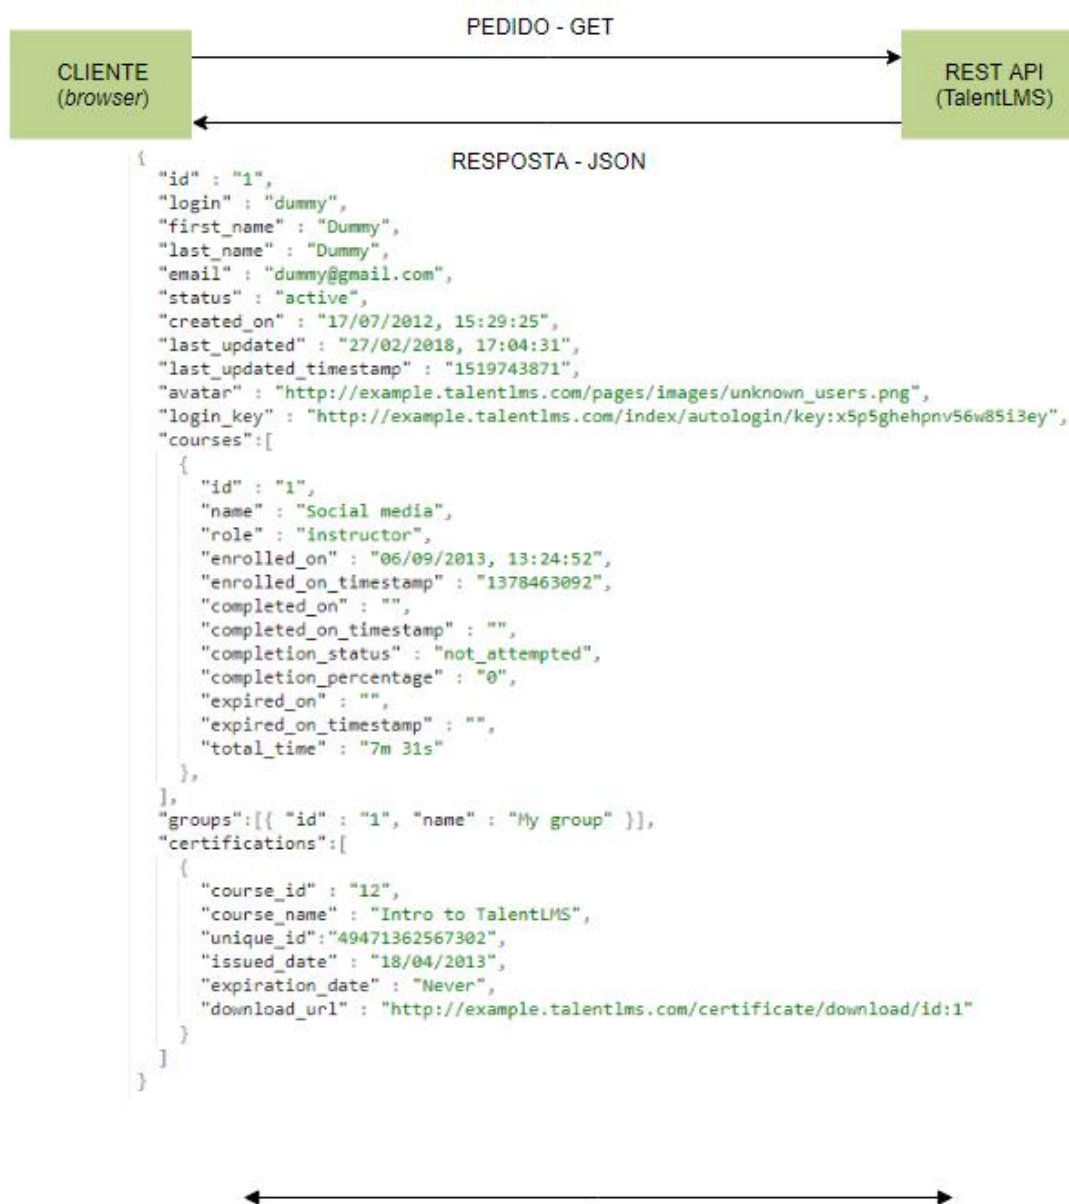 PEDIDO - GET
CLIENTE
(browser)
REST API
(TalentLMS)
RESPOSTA - JSON
{
"id" : "1",
"login" : "dummy",
"first_name" : "Dummy",
"last_name" : "Dummy",
"email" : "dummy@gmail.com",
"status" : "active",
"created_on" : "17/07/2012, 15:29:25",
"last_updated" : "27/02/2018, 17:04:31",
"last_updated_timestamp" : "1519743871",
"avatar" : "http://example.talentlms.com/pages/images/unknown_users.png",
"login_key" : "http://example.talentlms.com/index/autologin/key:x5p5ghehpnv56w85i3ey",
"courses":[
{
"id" : "1",
"name" : "Social media",
"role" : "instructor",
"enrolled_on" : "06/09/2013, 13:24:52",
"enrolled_on_timestamp" : "1378463092",
"completed_on" : "",
"completed_on_timestamp" : "",
"completion_status" : "not_attempted",
"completion_percentage" : "0",
"expired_on" : "",
"expired_on_timestamp" : "",
"total_time" : "7m 31s"
},
],
"groups":[{ "id" : "1", "name" : "My group" }],
"certifications":[
{
"course_id" : "12",
"course_name" : "Intro to TalentLMS",
"unique_id":"49471362567302",
"issued_date" : "18/04/2013",
"expiration_date" : "Never",
"download_url" : "http://example.talentlms.com/certificate/download/id:1"
}
]
}